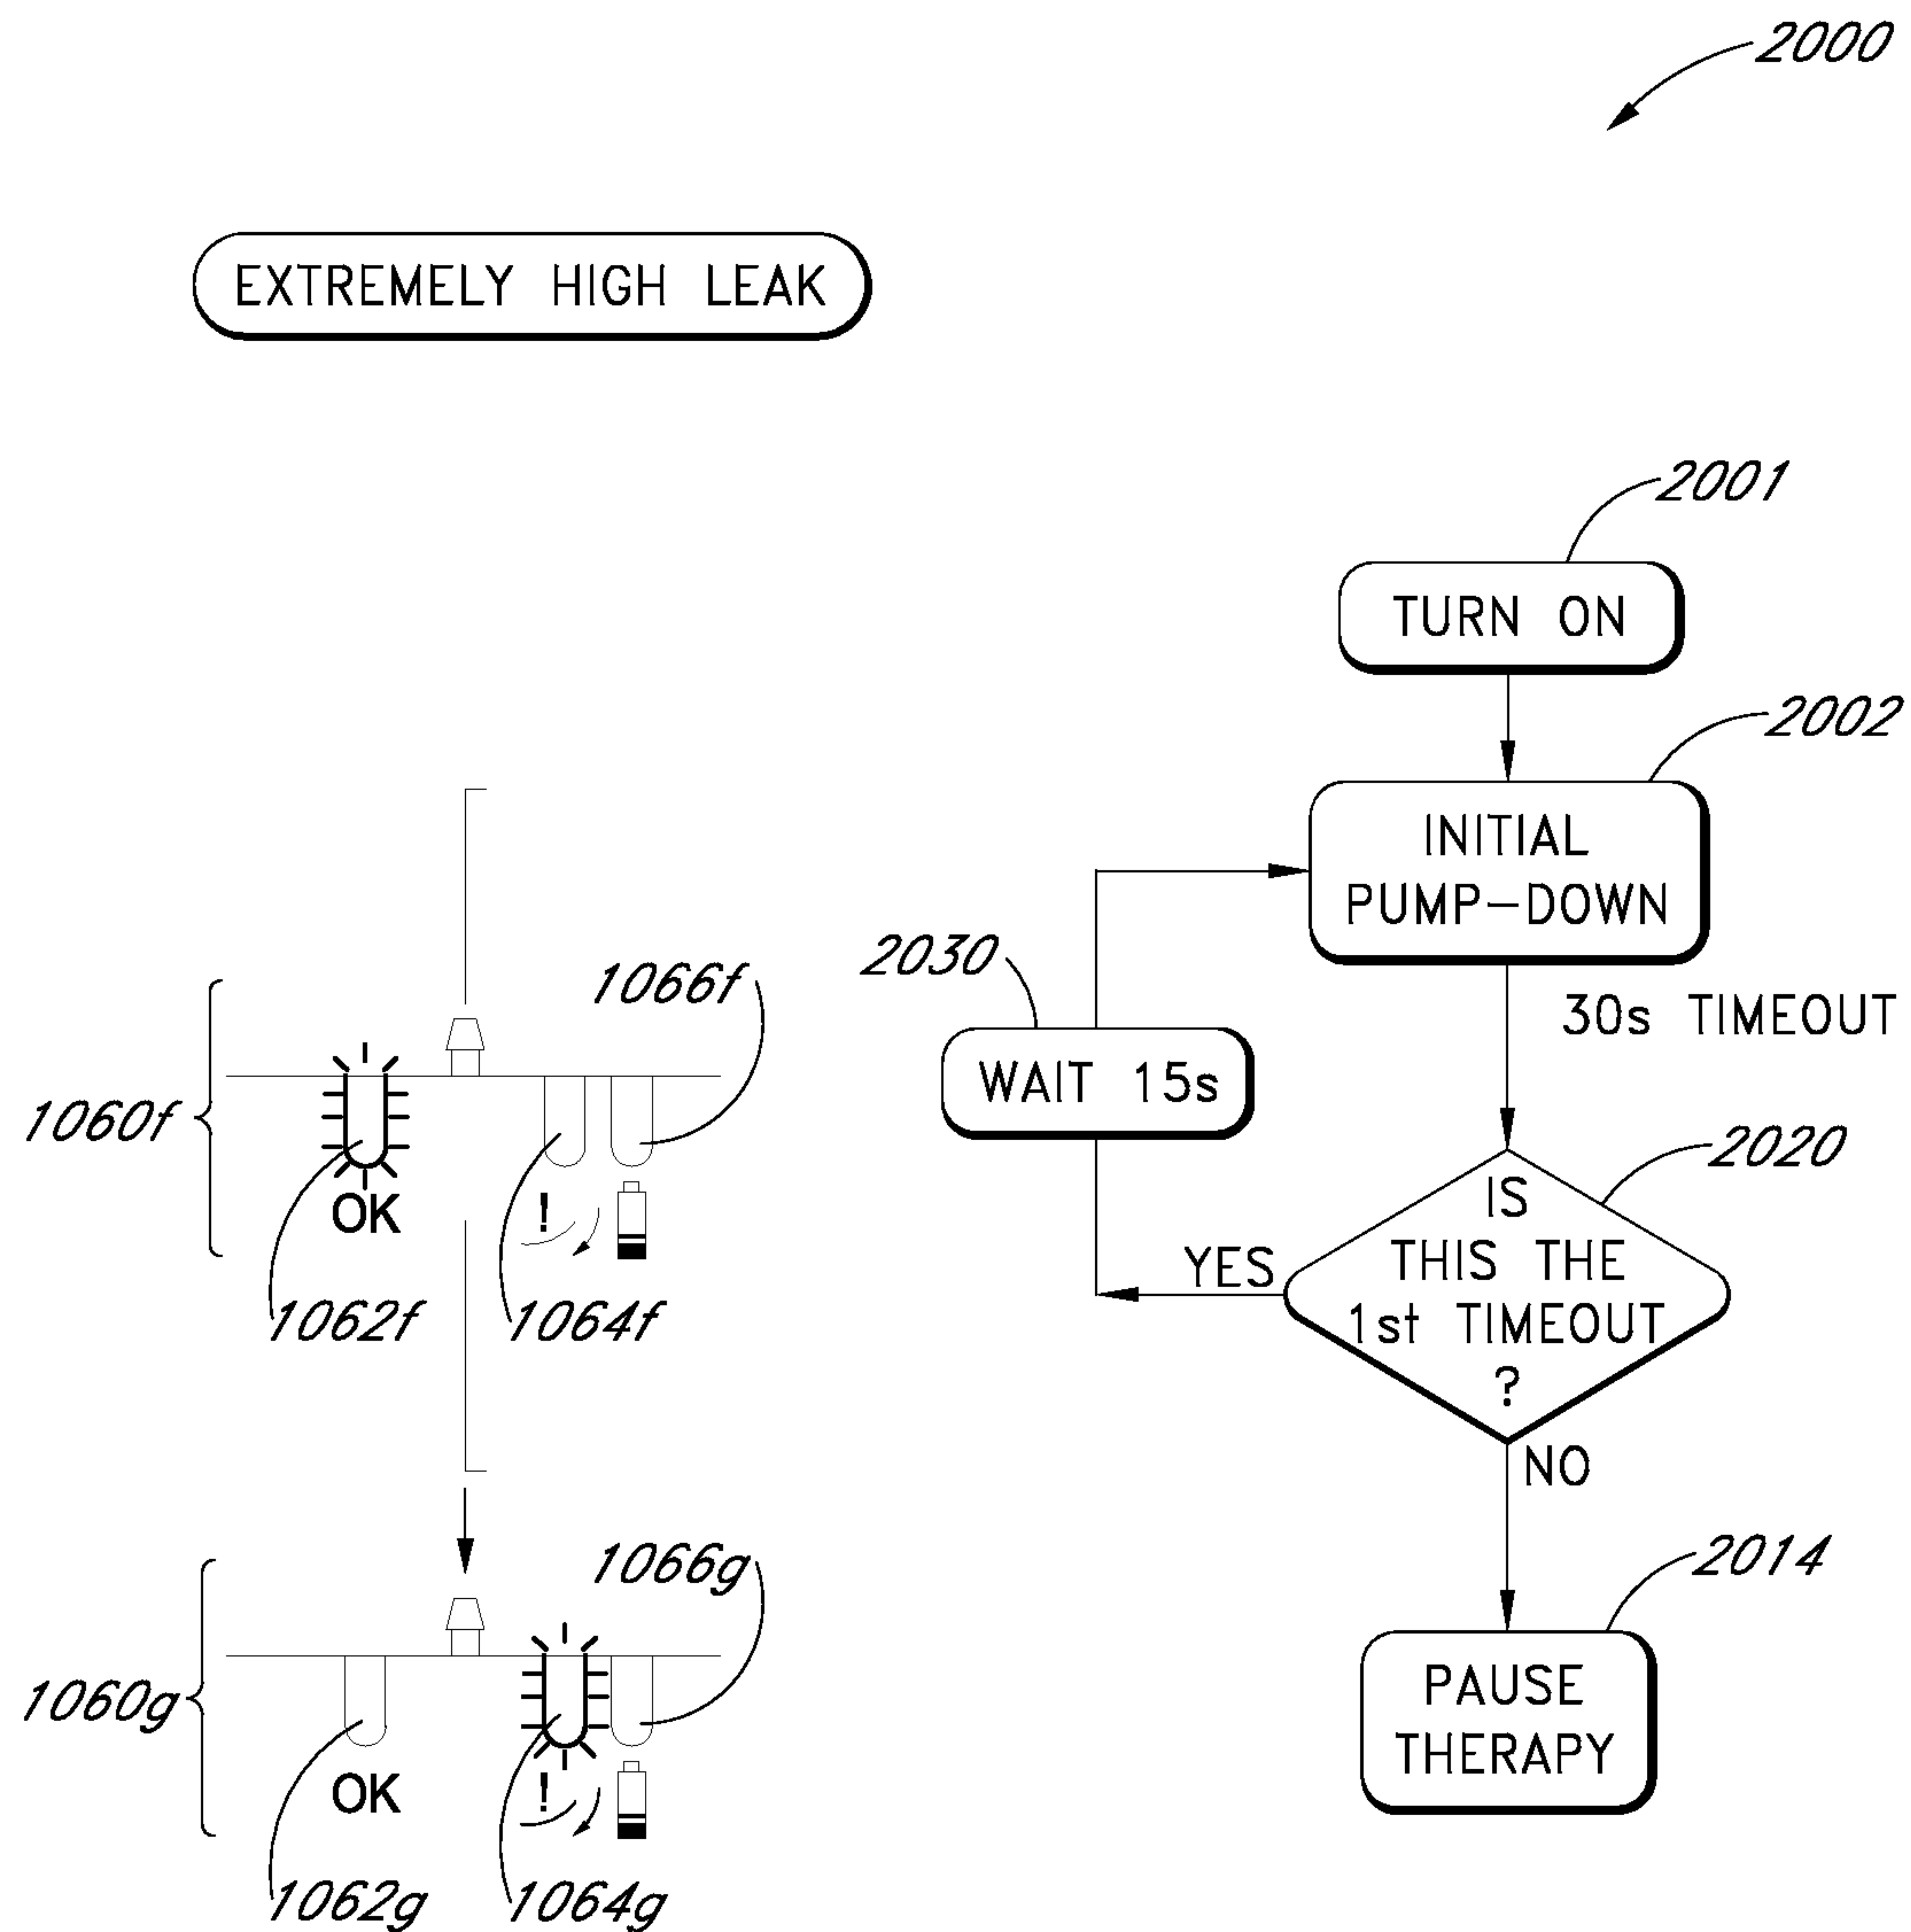 2000
EXTREMELY HIGH LEAK
2001
TURN ON
2002
INITIAL
PUMP-DOWN
2030
1066f
30s TIMEOUT
WAIT 15s
1060f
2020
OK
!
IS
THIS THE
1st TIMEOUT
?
YES
1062f
1064f
NO
2014
1066g
1060g
PAUSE
THERAPY
OK
!
1062g
1064g